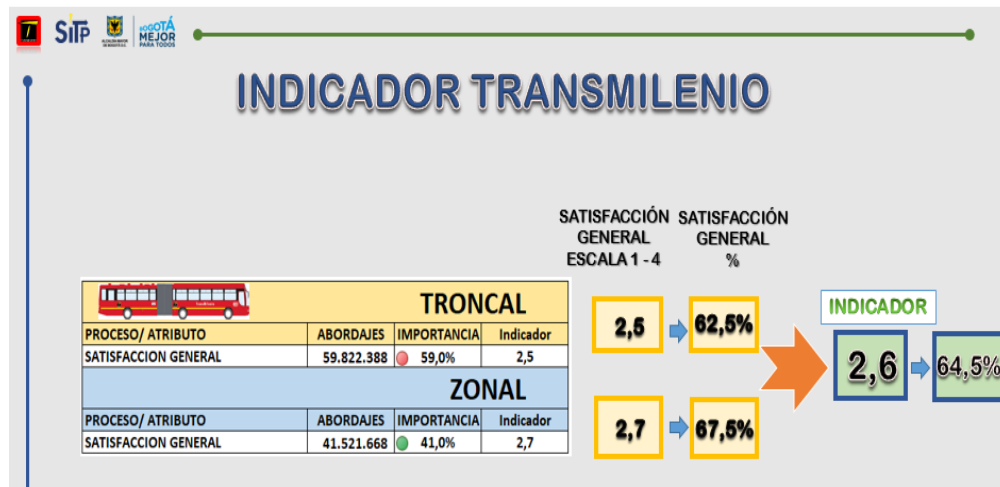 SiTP
BOGOTÁ
MEJOR
PARA TODOS
INDICADOR TRANSMILENIO
SATISFACCIÓN
GENERAL
ESCALA 1 - 4
SATISFACCIÓN
GENERAL
%
TRONCAL
PROCESO/ ATRIBUTO ABORDAJES IMPORTANCIA Indicador
SATISFACCION GENERAL 59.822.388 59,0% 2,5
ZONAL
PROCESO/ ATRIBUTO ABORDAJES IMPORTANCIA Indicador
SATISFACCION GENERAL 41.521.668 41,0% 2,7
2,5 62,5%
2,7 67,5%
INDICADOR
2,6 64,5%